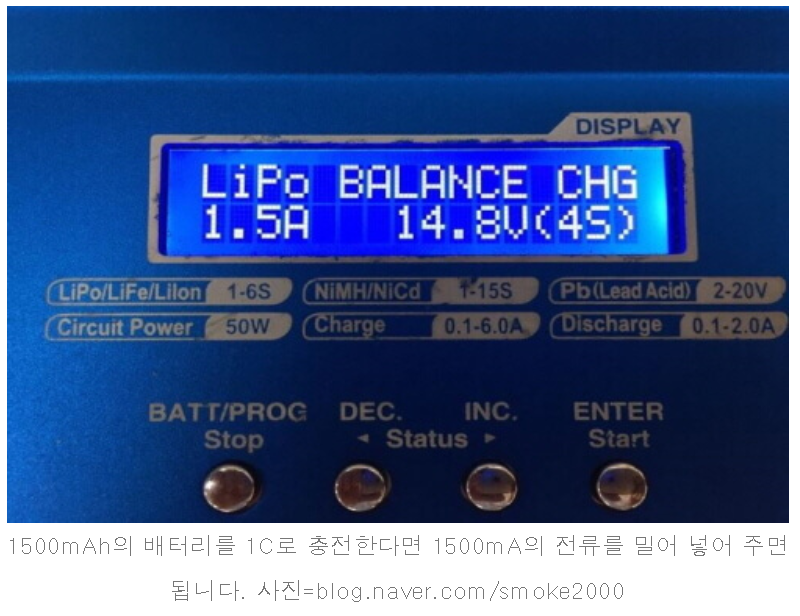 DISPLAY
LiPo BALANCE CHG
1.5A 14.8V(4S)
LiPo/LiFe/LiIon 1-6S NiMH/NiCd 1-15S Pb(Lead Acid) 2-20V
Circuit Power 50W Charge 0.1-6.0A Discharge 0.1-2.0A
BATT/PROG DEC. INC. ENTER
Stop ◄ Status ► Start
1500mAh의 배터리를 1C로 충전한다면 1500mA의 전류를 밀어 넣어 주면
됩니다. 사진=blog.naver.com/smoke2000